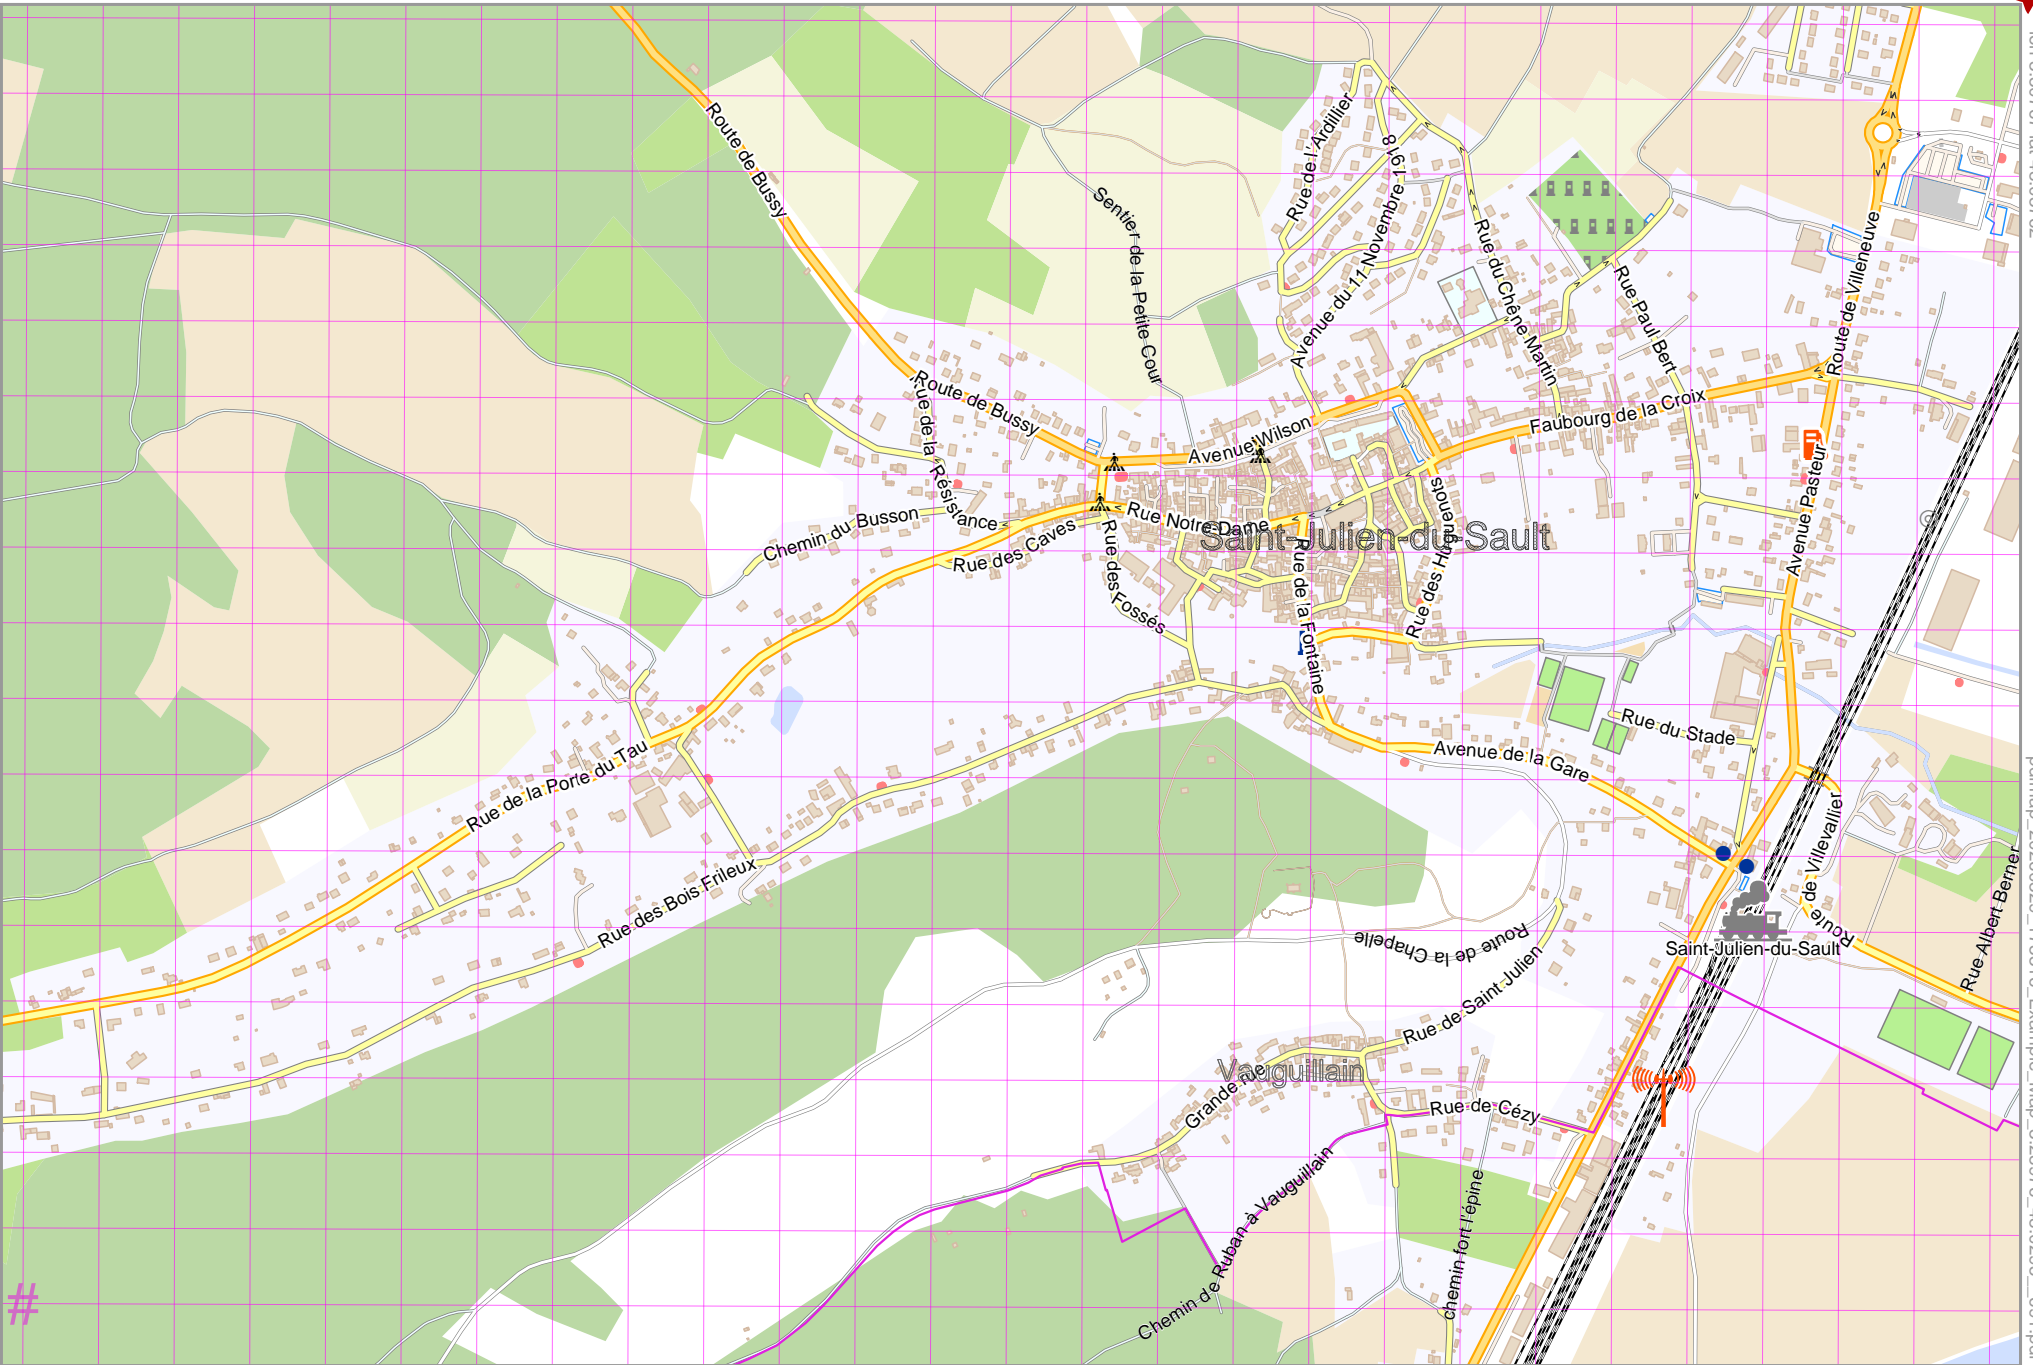 Route de Bussy
Rue de l'Ardillier
Avenue du 11 Novembre 1918
Sentier de la Petite Cour
Rue du Chêne Martin
Rue Paul Bert
Route de Villeneuve
Route de Bussy
Rue de la Résistance
Avenue Wilson
Faubourg de la Croix
Avenue Pasteur
Chemin du Busson
Rue des Caves
Rue Notre Dame
Saint-Julien-du-Sault
Rue des Fossés
Rue de la Fontaine
Rue des Huguenots
Rue de la Porte du Tau
Rue du Stade
Avenue de la Gare
Rue des Bois Frileux
Route de Villevallier
Rue Albert Berner
Route de la Chapelle
Saint-Julien-du-Sault
Rue de Saint Julien
Vauguillain
Grande rue
Rue de Cézy
Chemin de Ruban à Vauguillain
chemin font l'épine
#